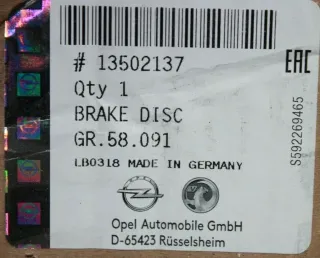 # 13502137
EAC
Qty 1
BRAKE DISC
GR.58.091
S592269465
LB0318 MADE IN GERMANY
Opel Automobile GmbH
D-65423 Rüsselsheim